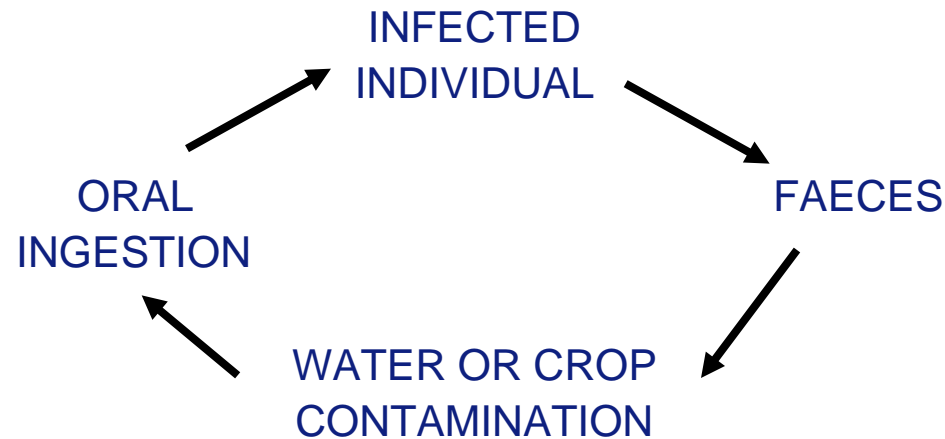 INFECTED
INDIVIDUAL
FAECES
ORAL
INGESTION
WATER OR CROP
CONTAMINATION